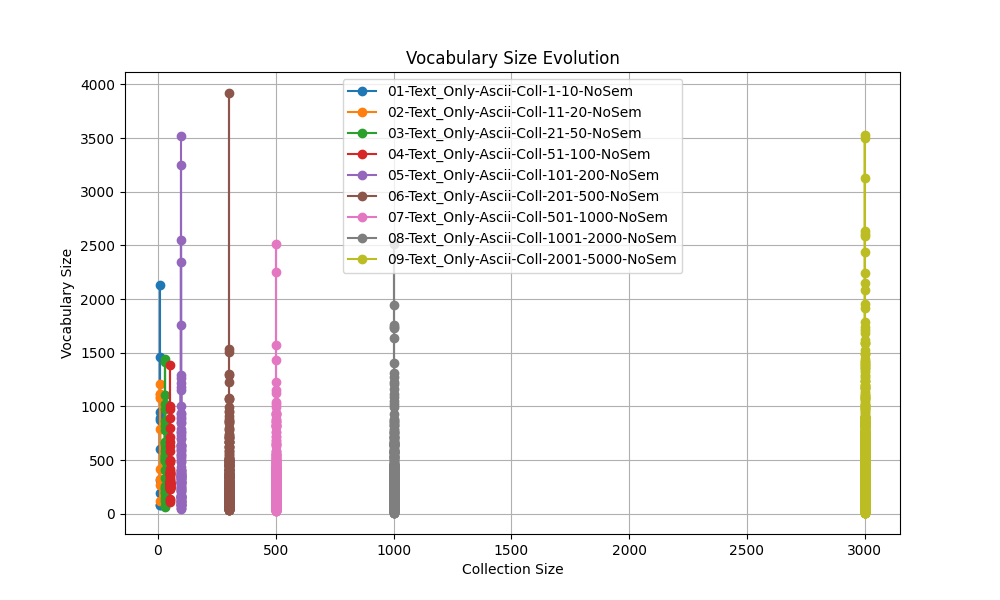 Vocabulary Size Evolution
01-Text_Only-Ascii-Coll-1-10-NoSem
02-Text_Only-Ascii-Coll-11-20-NoSem
03-Text_Only-Ascii-Coll-21-50-NoSem
04-Text_Only-Ascii-Coll-51-100-NoSem
05-Text_Only-Ascii-Coll-101-200-NoSem
06-Text_Only-Ascii-Coll-201-500-NoSem
07-Text_Only-Ascii-Coll-501-1000-NoSem
08-Text_Only-Ascii-Coll-1001-2000-NoSem
09-Text_Only-Ascii-Coll-2001-5000-NoSem
Vocabulary Size
4000
3500
3000
2500
2000
1500
1000
500
0
0 500 1000 1500 2000 2500 3000
Collection Size